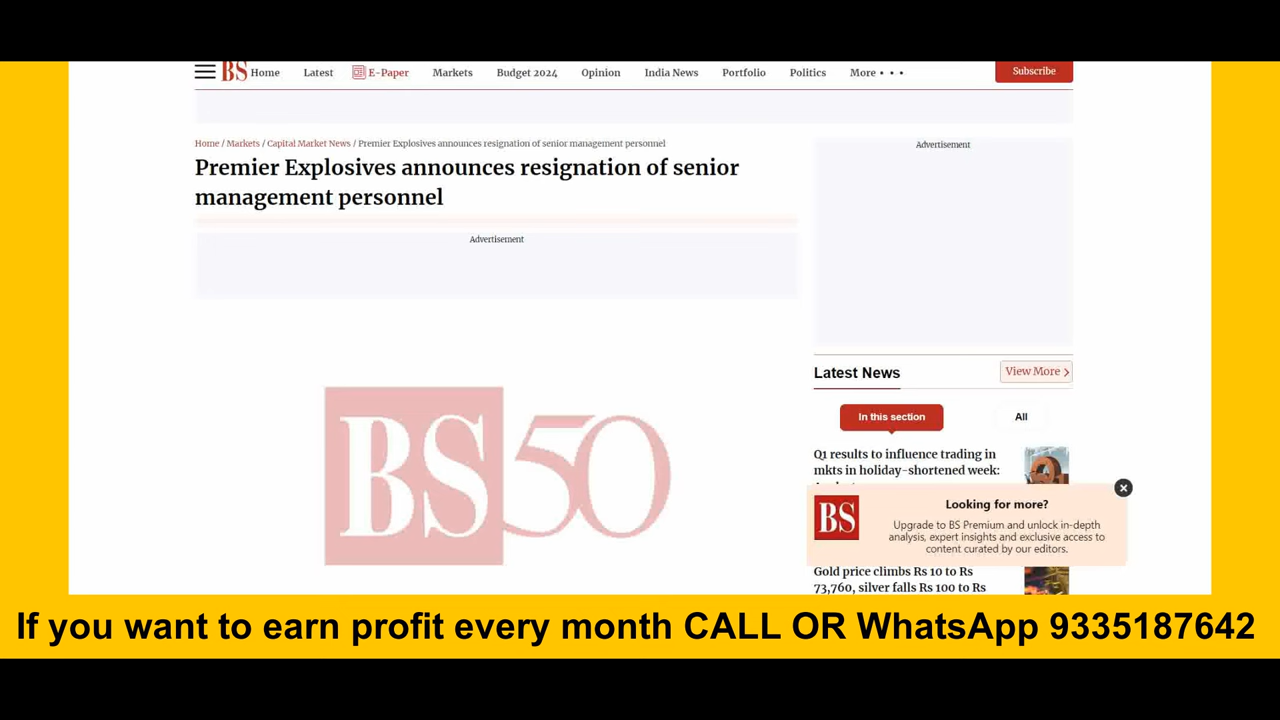 BS Home Latest E-Paper Markets Budget 2024 Opinion India News Portfolio Politics More • • • Subscribe
Home / Markets / Capital Market News / Premier Explosives announces resignation of senior management personnel
Premier Explosives announces resignation of senior
management personnel
Advertisement
BS50
Advertisement
Latest News
View More >
In this section
All
Q1 results to influence trading in
mkts in holiday-shortened week:
BS
Looking for more?
Upgrade to BS Premium and unlock in-depth
analysis, expert insights and exclusive access to
content curated by our editors.
Gold price climbs Rs 10 to Rs
73,760, silver falls Rs 100 to Rs
If you want to earn profit every month CALL OR WhatsApp 9335187642